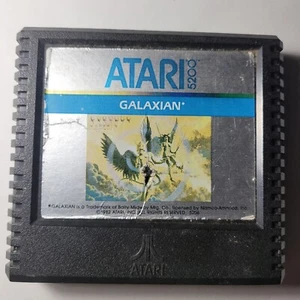 ATARI 5200
GALAXIAN*
*GALAXIAN is a Trademark of Bally Midway Mfg. Co., licensed by Namco-America, Inc.
© 1982 ATARI, INC. ALL RIGHTS RESERVED.
ATARI